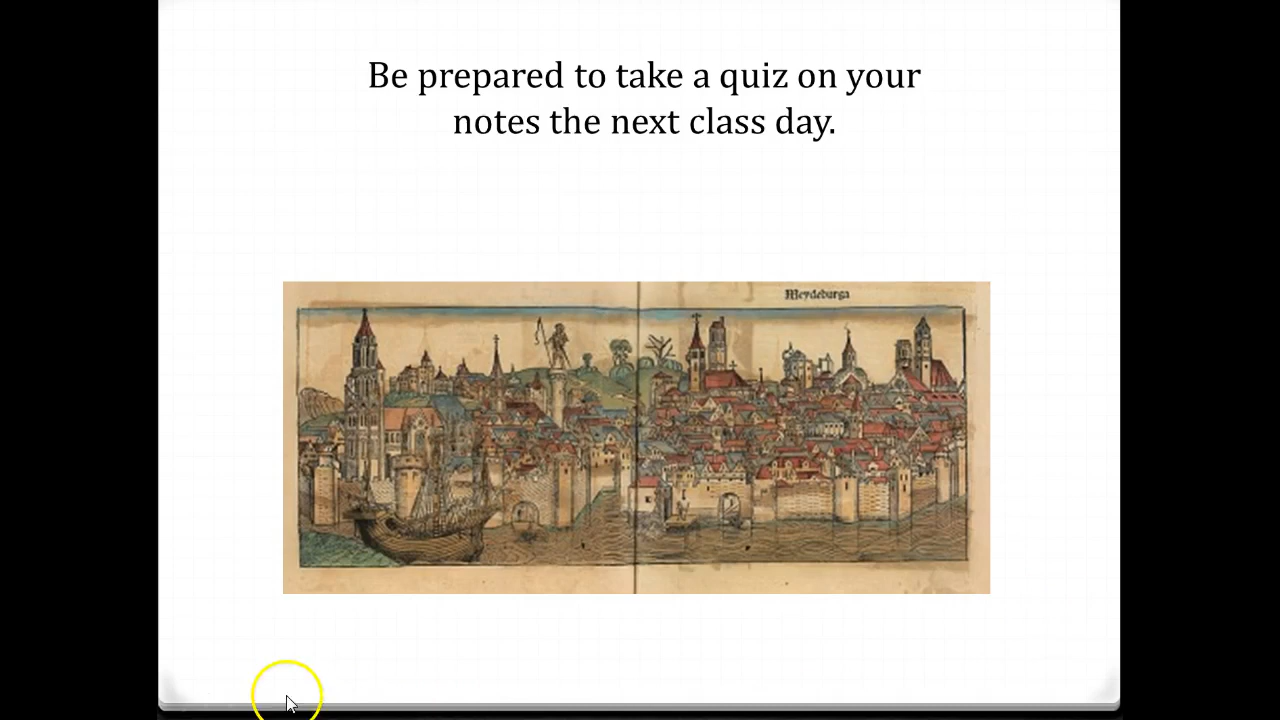 Be prepared to take a quiz on your
notes the next class day.
Meydeburga